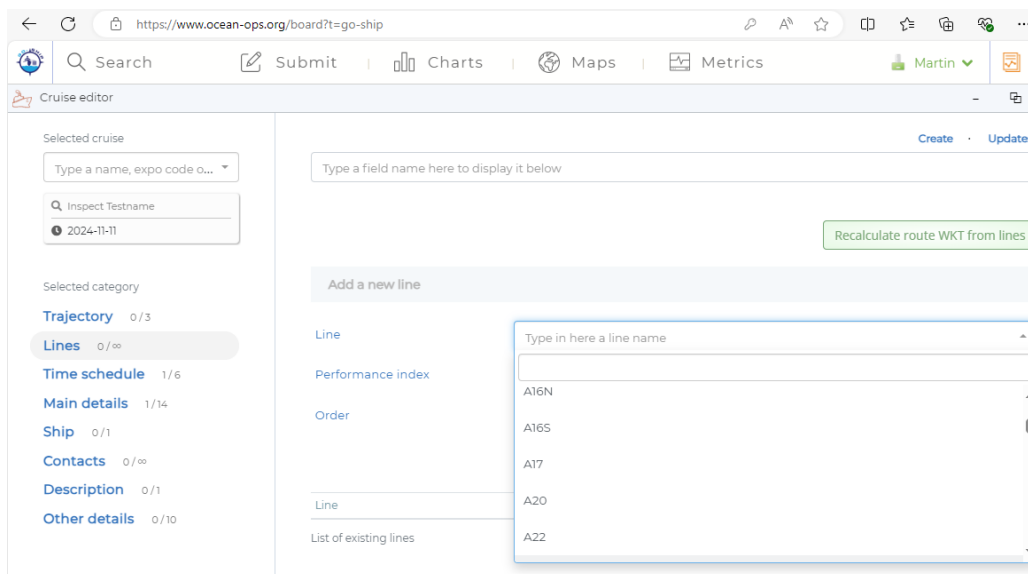 https://www.ocean-ops.org/board?t=go-ship
Search
Submit
Charts
Maps
Metrics
Martin
Cruise editor
Selected cruise
Type a name, expo code o...
Inspect Testname
2024-11-11
Selected category
Trajectory 0/3
Lines 0/∞
Time schedule 1/6
Main details 1/14
Ship 0/1
Contacts 0/∞
Description 0/1
Other details 0/10
Create · Update
Type a field name here to display it below
Recalculate route WKT from lines
Add a new line
Line
Type in here a line name
Performance index
Order
A16N
A16S
A17
A20
A22
Line
List of existing lines